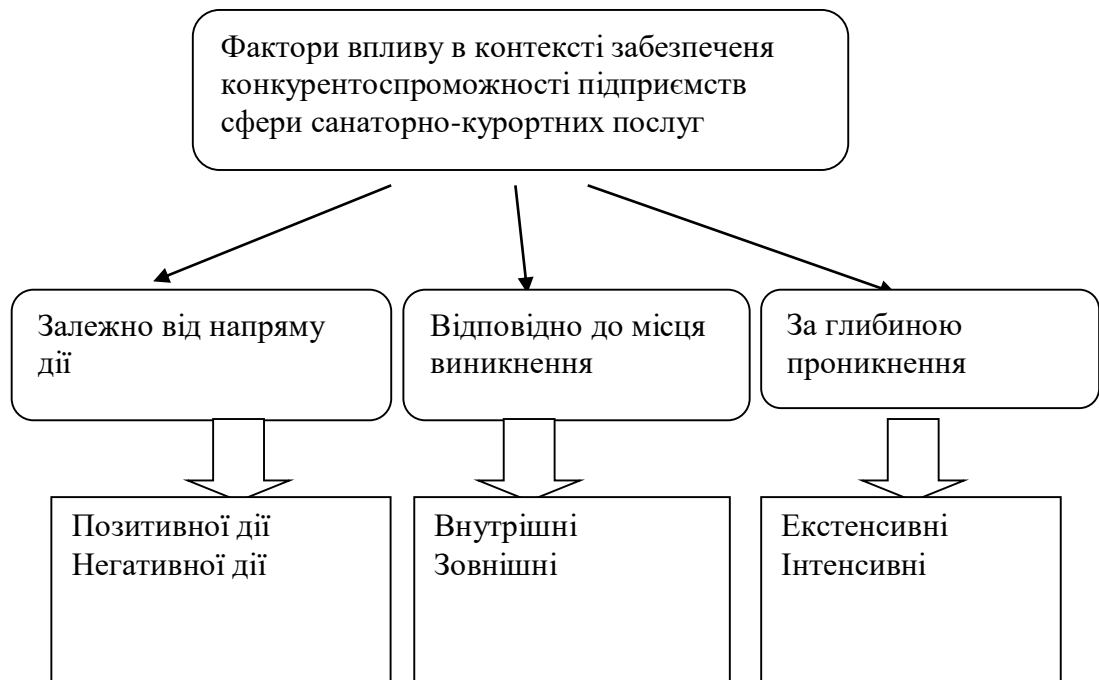 Фактори впливу в контексті забезпеченя
конкурентоспроможності підприємств
сфери санаторно-курортних послуг
Залежно від напряму
дії
Відповідно до місця
виникнення
За глибиною
проникнення
Позитивної дії
Негативної дії
Внутрішні
Зовнішні
Екстенсивні
Інтенсивні